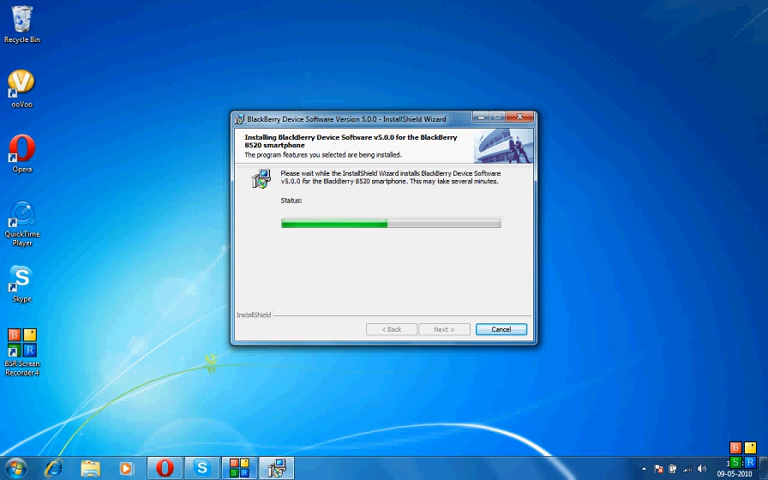 Recycle Bin
ooVoo
Opera
QuickTime
Player
S
Skype
B
R
BSR Screen
Recorder 4
BlackBerry Device Software Version 5.0.0 - InstallShield Wizard
Installing BlackBerry Device Software v5.0.0 for the BlackBerry
8520 smartphone
The program features you selected are being installed.
Please wait while the InstallShield Wizard installs BlackBerry Device Software
v5.0.0 for the BlackBerry 8520 smartphone. This may take several minutes.
Status:
InstallShield
< Back
Next >
Cancel
B
S R
09-05-2010